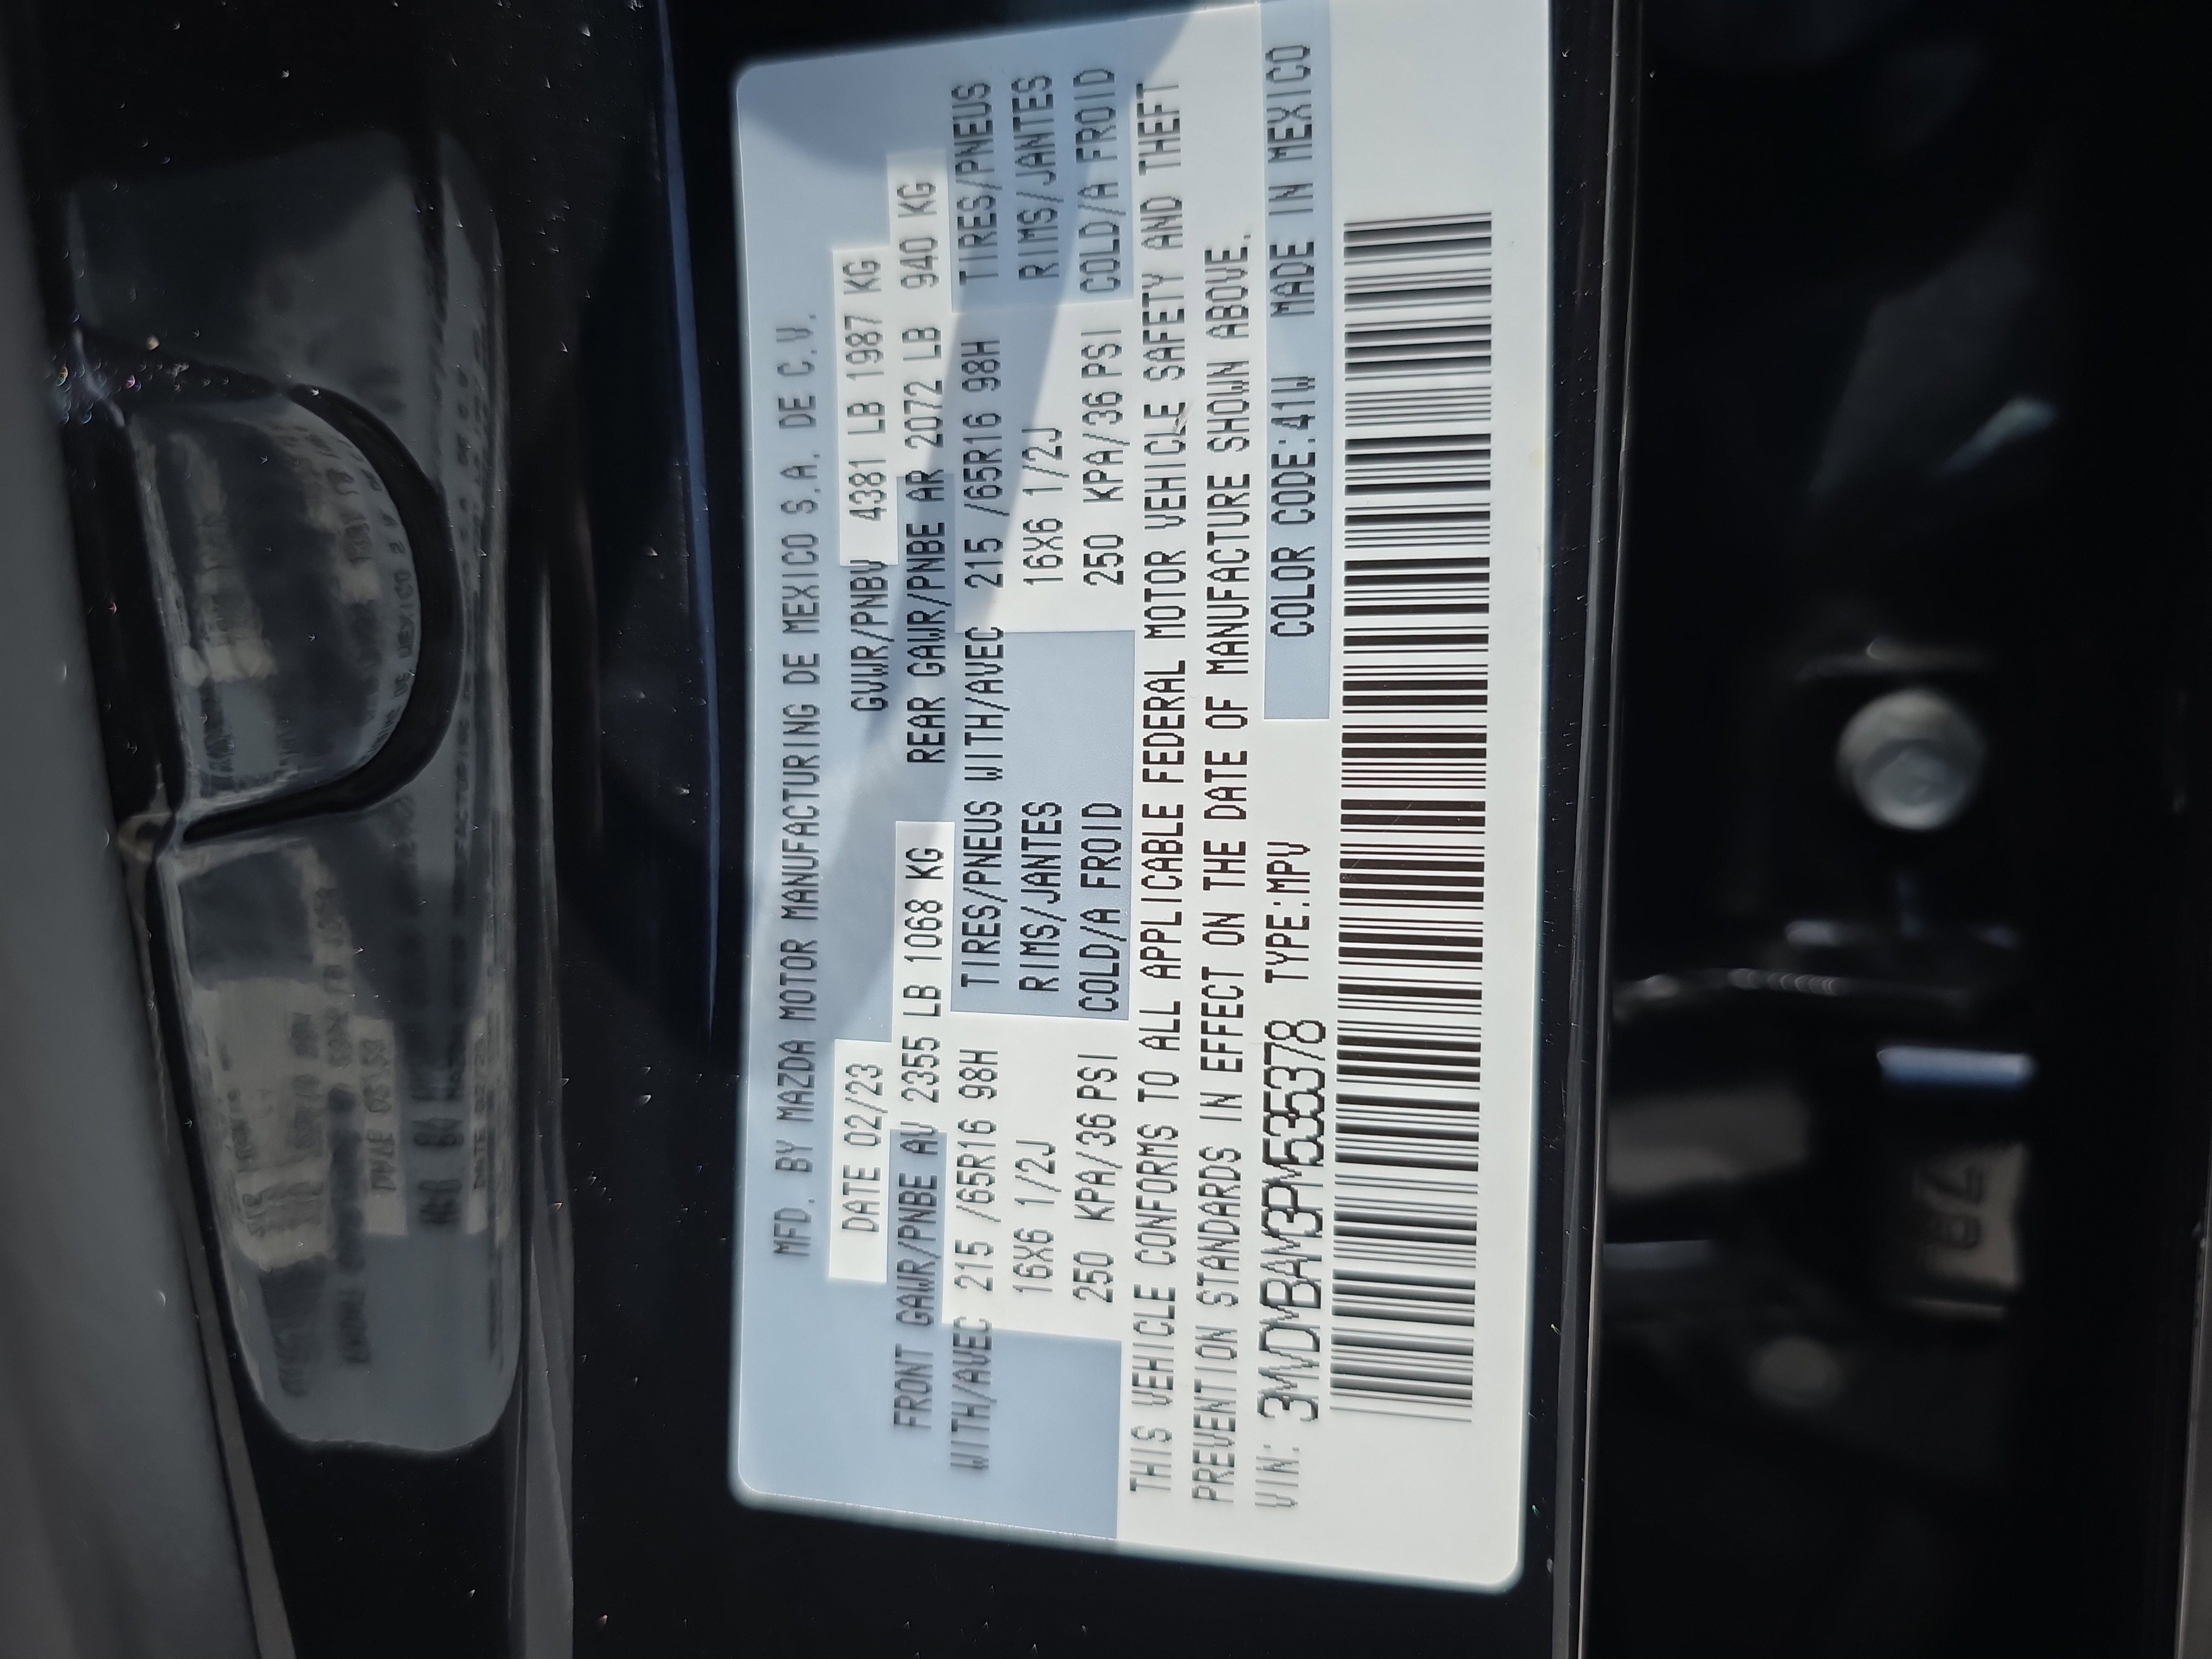 MFD. BY MAZDA MOTOR MANUFACTURING DE MEXICO S.A. DE C.V.
DATE 02/23 GVWR/PNBV 4381 LB 1987 KG
FRONT GAWR/PNBE AV 2355 LB 1068 KG REAR GAWR/PNBE AR 2072 LB 940 KG
WITH/AVEC 215 /65R16 98H TIRES/PNEUS WITH/AVEC 215 /65R16 98H TIRES/PNEUS
16X6 1/2J RIMS/JANTES 16X6 1/2J RIMS/JANTES
250 KPA/36 PSI COLD/A FROID 250 KPA/36 PSI COLD/A FROID
THIS VEHICLE CONFORMS TO ALL APPLICABLE FEDERAL MOTOR VEHICLE SAFETY AND THEFT
PREVENTION STANDARDS IN EFFECT ON THE DATE OF MANUFACTURE SHOWN ABOVE.
VIN: 3MVDMBAM3PM535378 TYPE:MPV COLOR CODE:41W MADE IN MEXICO